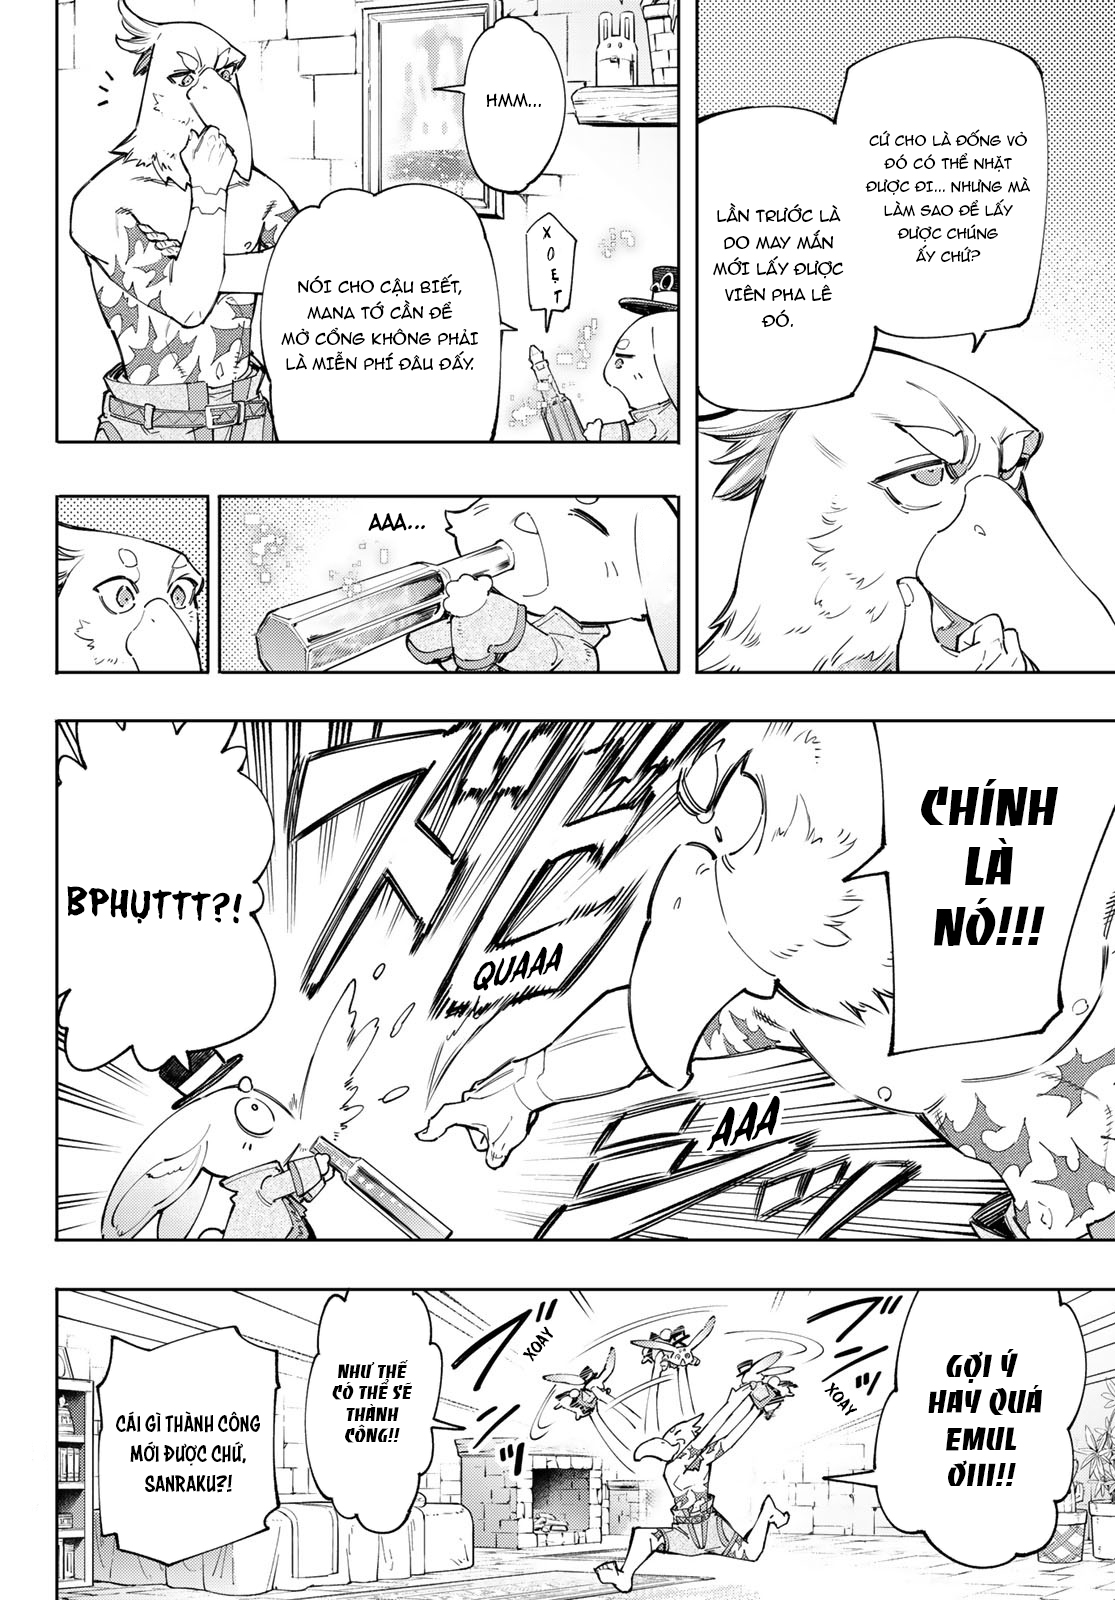 CỨ CHO LÀ ĐỐNG VỎ
ĐÓ CÓ THỂ NHẶT
ĐƯỢC ĐI... NHƯNG MÀ
LÀM SAO ĐỂ LẤY
ĐƯỢC CHÚNG
ẤY CHỨ?
LẦN TRƯỚC LÀ
DO MAY MẮN
MỚI LẤY ĐƯỢC
VIÊN PHA LÊ
ĐÓ.
HMM...
XOẸT
NÓI CHO CẬU BIẾT,
MANA TỚ CẦN ĐỂ
MỞ CỔNG KHÔNG PHẢI
LÀ MIỄN PHÍ ĐÂU ĐẤY.
AAA...
CHÍNH
LÀ
NÓ!!!
QUAAA
BPHỤTTT?!
AAA
GỢI Ý
HAY QUÁ
EMUL
ƠIII!!
XOAY
XOAY
NHƯ THẾ
CÓ THỂ SẼ
THÀNH
CÔNG!!
CÁI GÌ THÀNH CÔNG
MỚI ĐƯỢC CHỨ,
SANRAKU?!